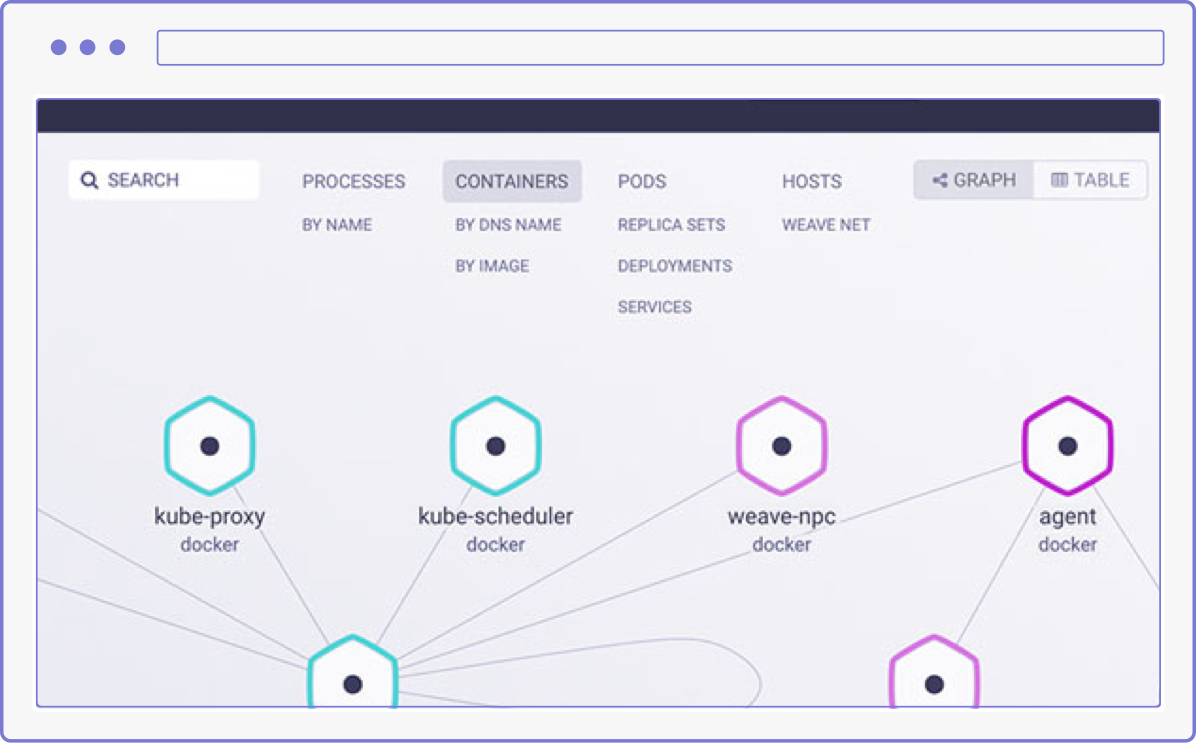 SEARCH
PROCESSES
CONTAINERS
PODS
HOSTS
GRAPH
TABLE
BY NAME
BY DNS NAME
REPLICA SETS
WEAVE NET
BY IMAGE
DEPLOYMENTS
SERVICES
kube-proxy
docker
kube-scheduler
docker
weave-npc
docker
agent
docker